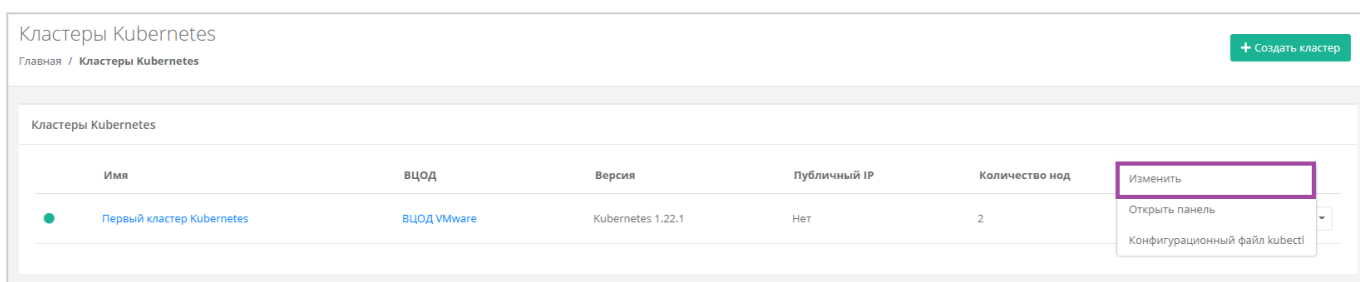 Кластеры Kubernetes
+ Создать кластер
Главная / Кластеры Kubernetes
Кластеры Kubernetes
Имя ВЦОД Версия Публичный IP Количество нод
Изменить
Первый кластер Kubernetes ВЦОД VMware Kubernetes 1.22.1 Нет 2
Открыть панель
Конфигурационный файл kubectl